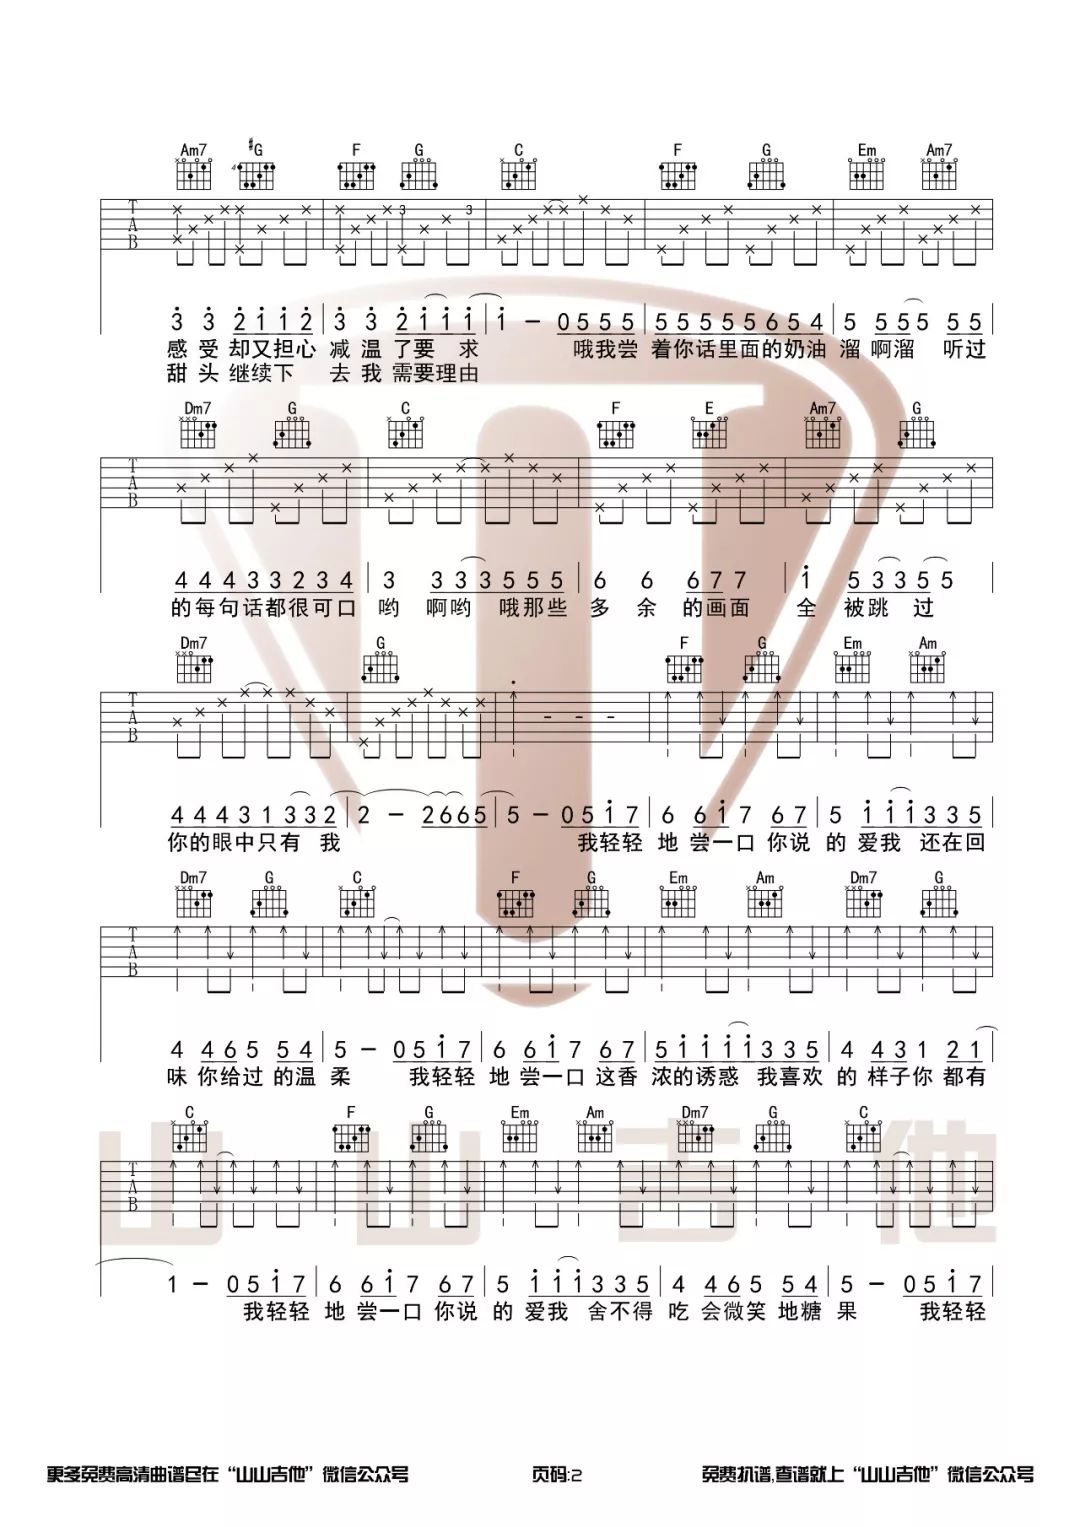 Am7 #G F G C F G Em Am7
T
A
B
3 3 2 1 1 2 | 3 3 2 1 1 1 | 1 - 0 5 5 5 | 5 5 5 5 5 6 5 4 | 5 5 5 5 5 5
感受却又担心 减温了要求 哦我尝 着你话里面的奶油 溜啊溜 听过
甜头继续下 去我需要理由
Dm7 G C F E Am7 G
T
A
B
4 4 4 3 3 2 3 4 | 3 3 3 3 5 5 5 | 6 6 6 7 7 | 1 5 3 3 5 5
的每句话都很可口 哟 啊哟 哦那些 多余的画面 全被跳过
Dm7 G F G Em Am
T
A
B
4 4 4 3 1 3 3 2 | 2 - 2 6 6 5 | 5 - 0 5 1 7 | 6 6 1 7 6 7 | 5 1 1 1 3 3 5
你的眼中只有我 我轻轻 地尝一口你说 的爱我 还在回
Dm7 G C F G Em Am Dm7 G
T
A
B
4 4 6 5 5 4 | 5 - 0 5 1 7 | 6 6 1 7 6 7 | 5 1 1 1 1 3 3 5 | 4 4 3 1 2 1
味你给过的温 柔 我轻轻 地尝一口这香 浓的诱惑 我喜欢 的样子你都有
C F G Em Am Dm7 G C
T
A
B
1 - 0 5 1 7 | 6 6 1 7 6 7 | 5 1 1 1 3 3 5 | 4 4 6 5 5 4 | 5 - 0 5 1 7
我轻轻 地尝一口你说 的爱我 舍不得 吃会微笑地糖 果 我轻轻
山山吉他
更多免费高清曲谱尽在“山山吉他”微信公众号 页码:2 免费扒谱,查谱就上“山山吉他”微信公众号